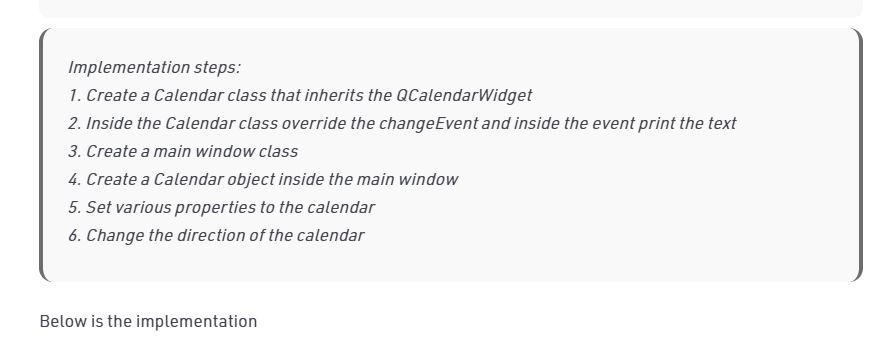 Implementation steps:
1. Create a Calendar class that inherits the QCalendarWidget
2. Inside the Calendar class override the changeEvent and inside the event print the text
3. Create a main window class
4. Create a Calendar object inside the main window
5. Set various properties to the calendar
6. Change the direction of the calendar
Below is the implementation